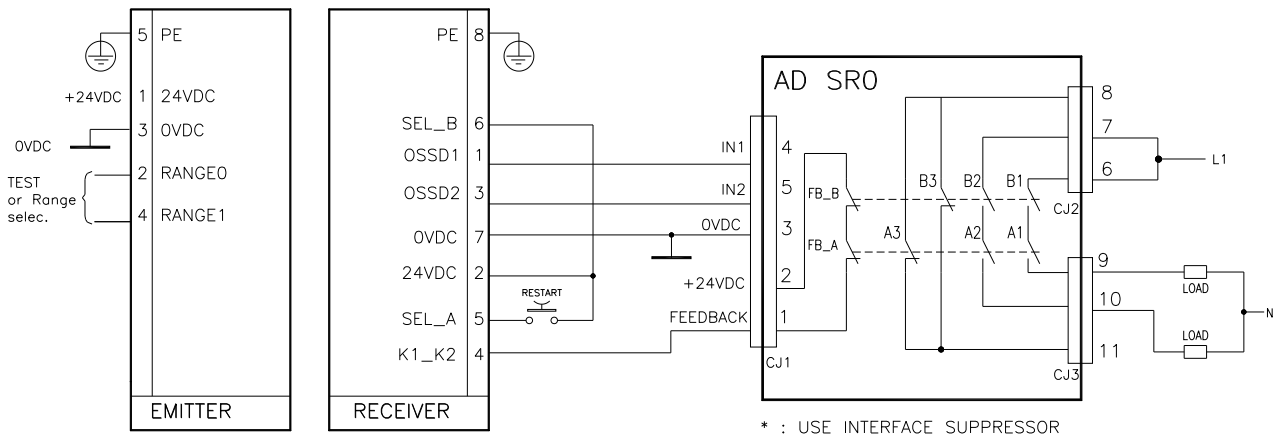 5 PE
+24VDC 1 24VDC
3 0VDC
0VDC
2 RANGE0
TEST
or Range
selec.
4 RANGE1
EMITTER
PE 8
SEL_B 6
OSSD1 1
OSSD2 3
0VDC 7
24VDC 2
SEL_A 5
K1_K2 4
RECEIVER
RESTART
IN1
IN2
0VDC
+24VDC
FEEDBACK
AD SR0
4
5
3
2
1
CJ1
FB_B
FB_A
B3
B2
B1
A3
A2
A1
8
7
6
CJ2
L1
9
10
11
CJ3
LOAD
LOAD
N
* : USE INTERFACE SUPPRESSOR